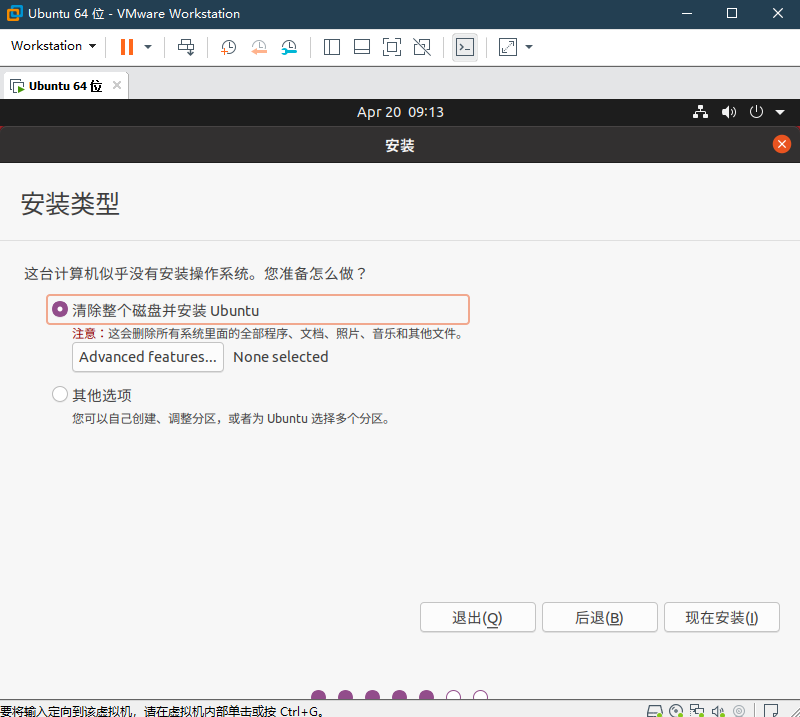 Ubuntu 64 位 - VMware Workstation
Workstation
Ubuntu 64 位
Apr 20 09:13
安装
安装类型
这台计算机似乎没有安装操作系统。您准备怎么做？
清除整个磁盘并安装 Ubuntu
注意：这会删除所有系统里面的全部程序、文档、照片、音乐和其他文件。
Advanced features... None selected
其他选项
您可以自己创建、调整分区，或者为 Ubuntu 选择多个分区。
退出(Q) 后退(B) 现在安装(I)
要将输入定向到该虚拟机，请在虚拟机内部单击或按 Ctrl+G。